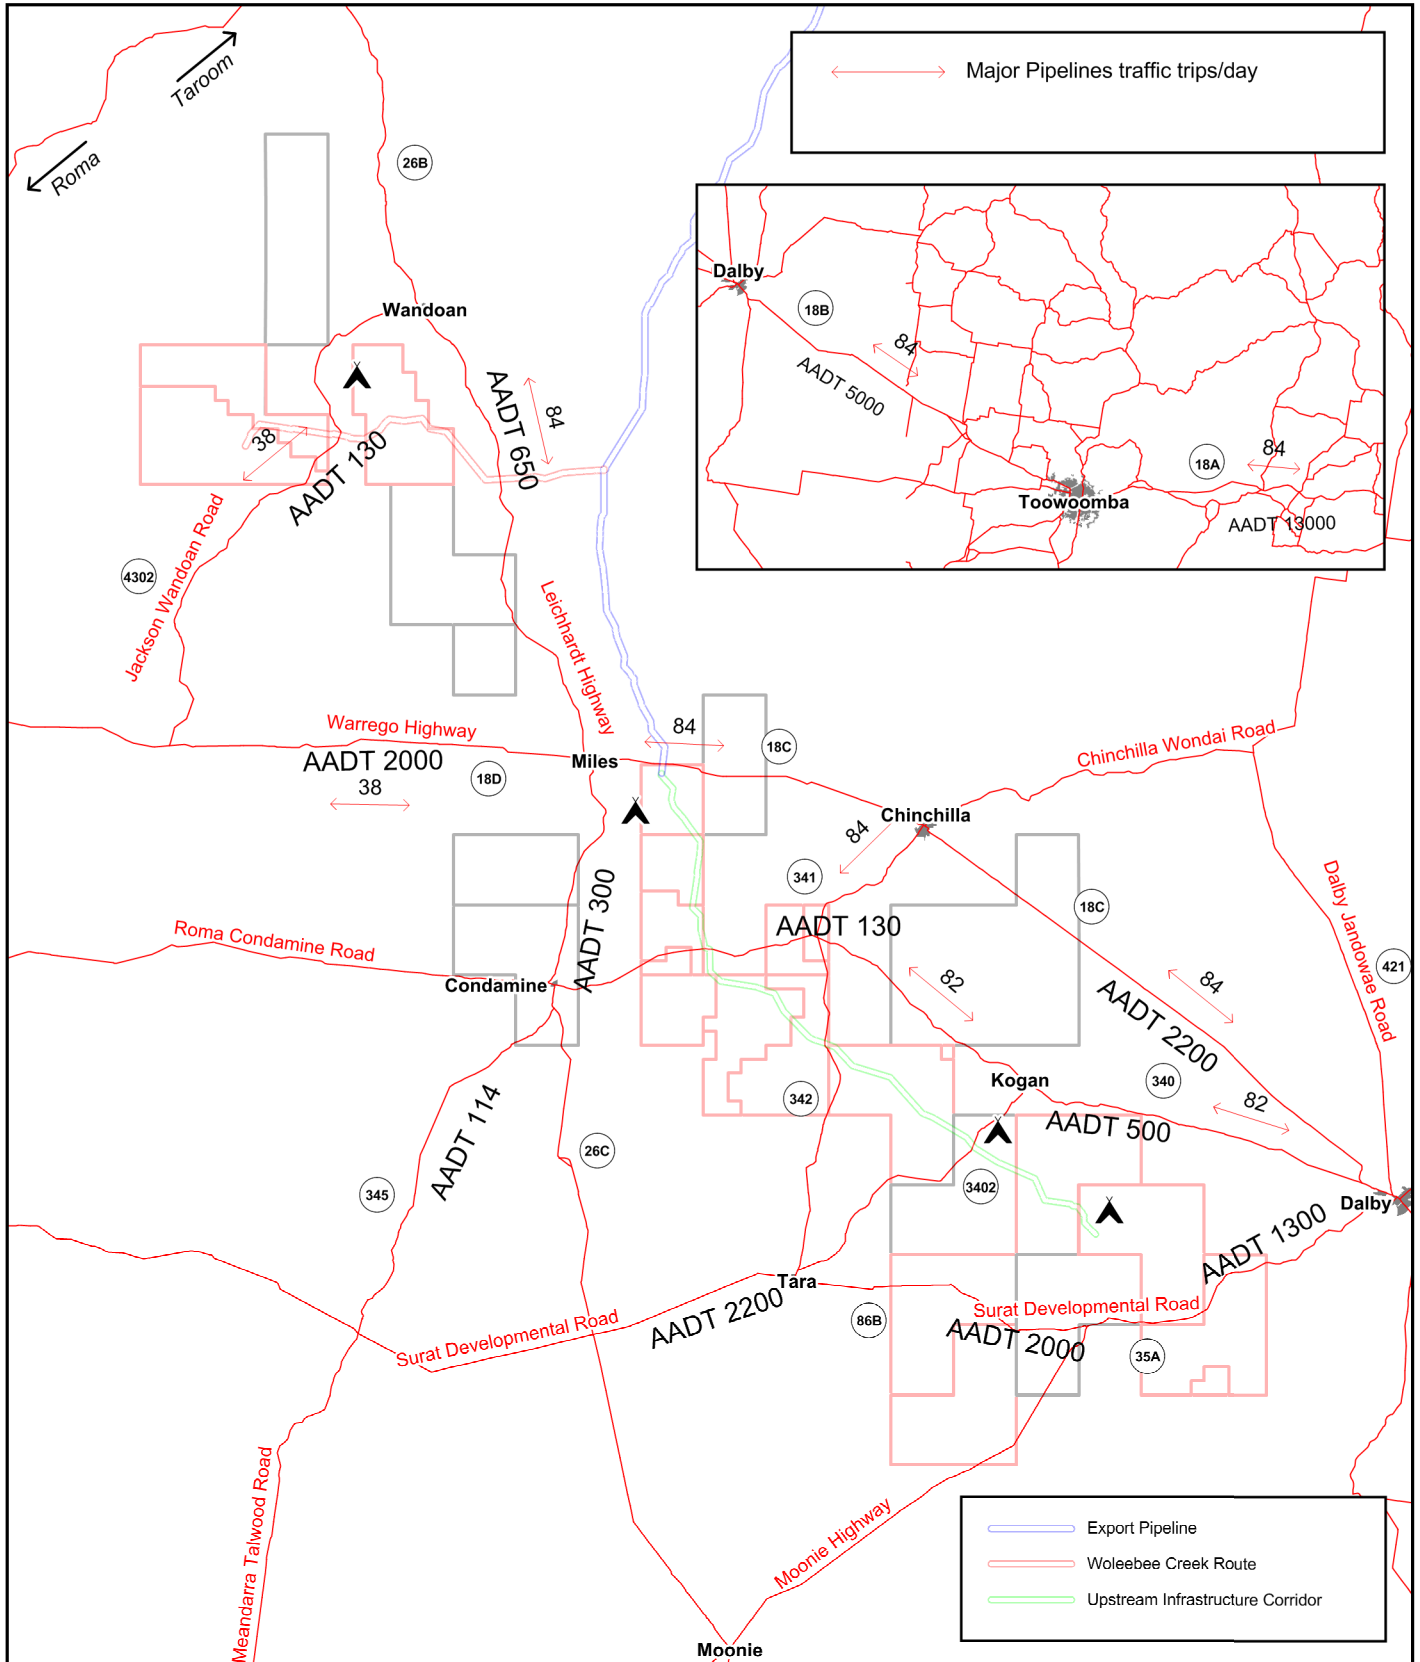 Major Pipelines traffic trips/day
Taroom
Roma
26B
Wandoan
Dalby
18B
84
AADT 5000
18A
84
Toowoomba
AADT 13000
AADT 650
84
38
AADT 130
4302
Jackson Wandoan Road
Leichhardt Highway
Warrego Highway
AADT 2000
38
18D
Miles
84
18C
Chinchilla Wondai Road
Chinchilla
84
341
AADT 130
18C
Dalby Jandowae Road
421
AADT 300
Roma Condamine Road
Condamine
82
84
AADT 2200
Kogan
340
82
342
AADT 500
AADT 114
26C
345
3402
Dalby
AADT 1300
Tara
AADT 2200
Surat Developmental Road
86B
Surat Developmental Road
AADT 2000
35A
Meandarra Talwood Road
Moonie Highway
Moonie
Export Pipeline
Woleebee Creek Route
Upstream Infrastructure Corridor